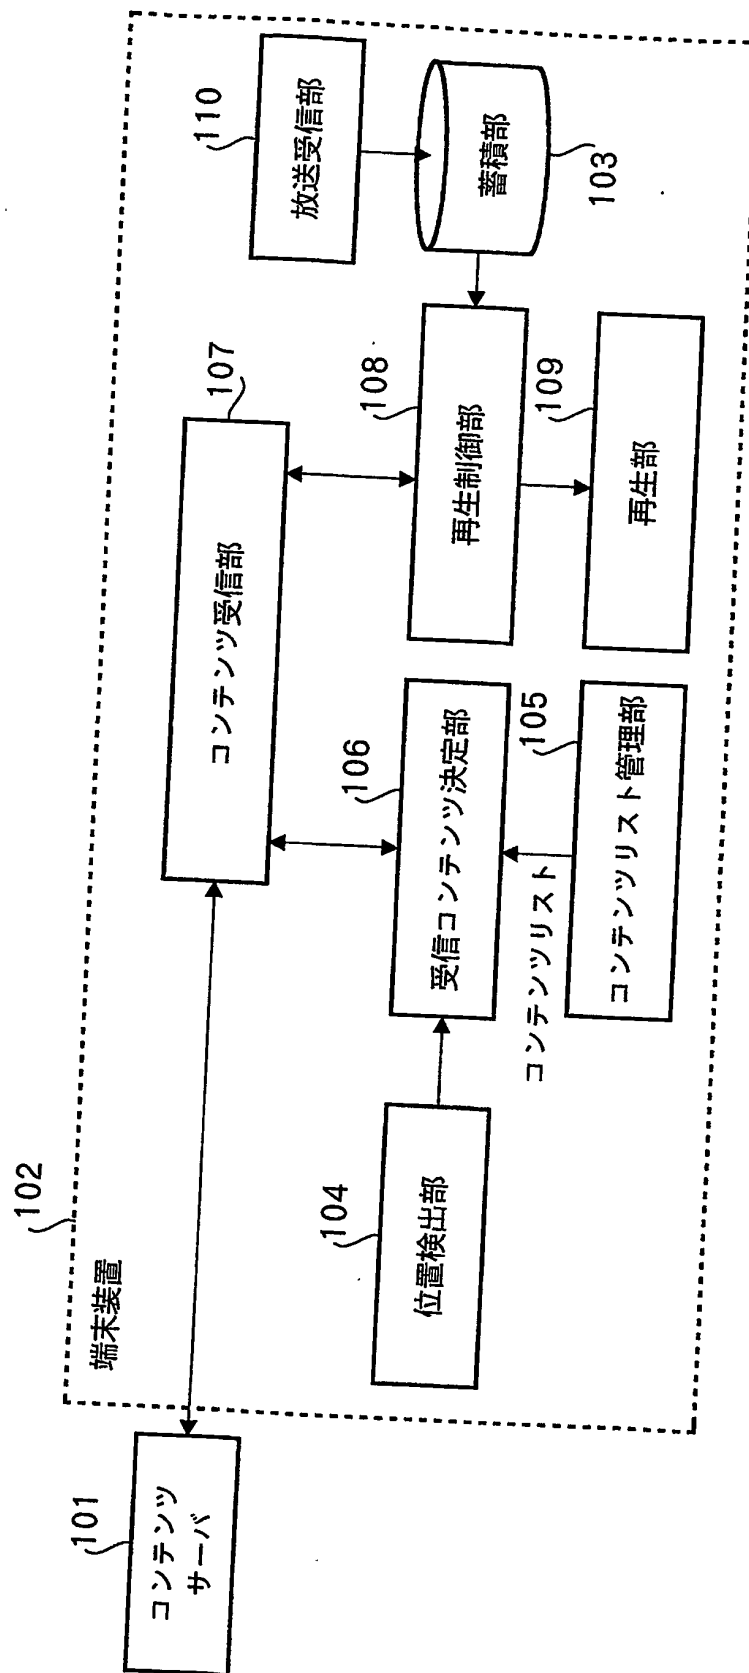 101
コンテンツ
サーバ
102
端末装置
107
コンテンツ受信部
110
放送受信部
蓄積部
103
104
位置検出部
106
受信コンテンツ決定部
108
再生制御部
コンテンツリスト
105
コンテンツリスト管理部
109
再生部